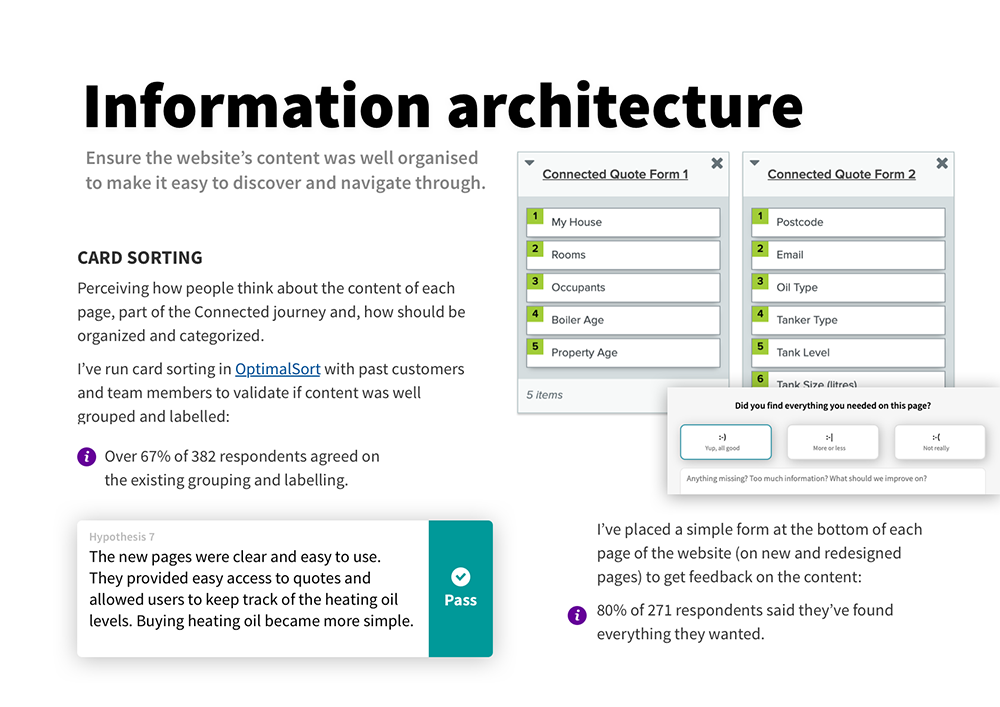 Information architecture
Ensure the website's content was well organised
to make it easy to discover and navigate through.
CARD SORTING
Perceiving how people think about the content of each
page, part of the Connected journey and, how should be
organized and categorized.
I've run card sorting in OptimalSort with past customers
and team members to validate if content was well
grouped and labelled:
i Over 67% of 382 respondents agreed on
the existing grouping and labelling.
Hypothesis 7
The new pages were clear and easy to use.
They provided easy access to quotes and
allowed users to keep track of the heating oil
levels. Buying heating oil became more simple.
Pass
Connected Quote Form 1
1 My House
2 Rooms
3 Occupants
4 Boiler Age
5 Property Age
5 items
Connected Quote Form 2
1 Postcode
2 Email
3 Oil Type
4 Tanker Type
5 Tank Level
6 Tank Size (litres)
Did you find everything you needed on this page?
:-) :-| :-(
Yup, all good More or less Not really
Anything missing? Too much information? What should we improve on?
I've placed a simple form at the bottom of each
page of the website (on new and redesigned
pages) to get feedback on the content:
i 80% of 271 respondents said they've found
everything they wanted.